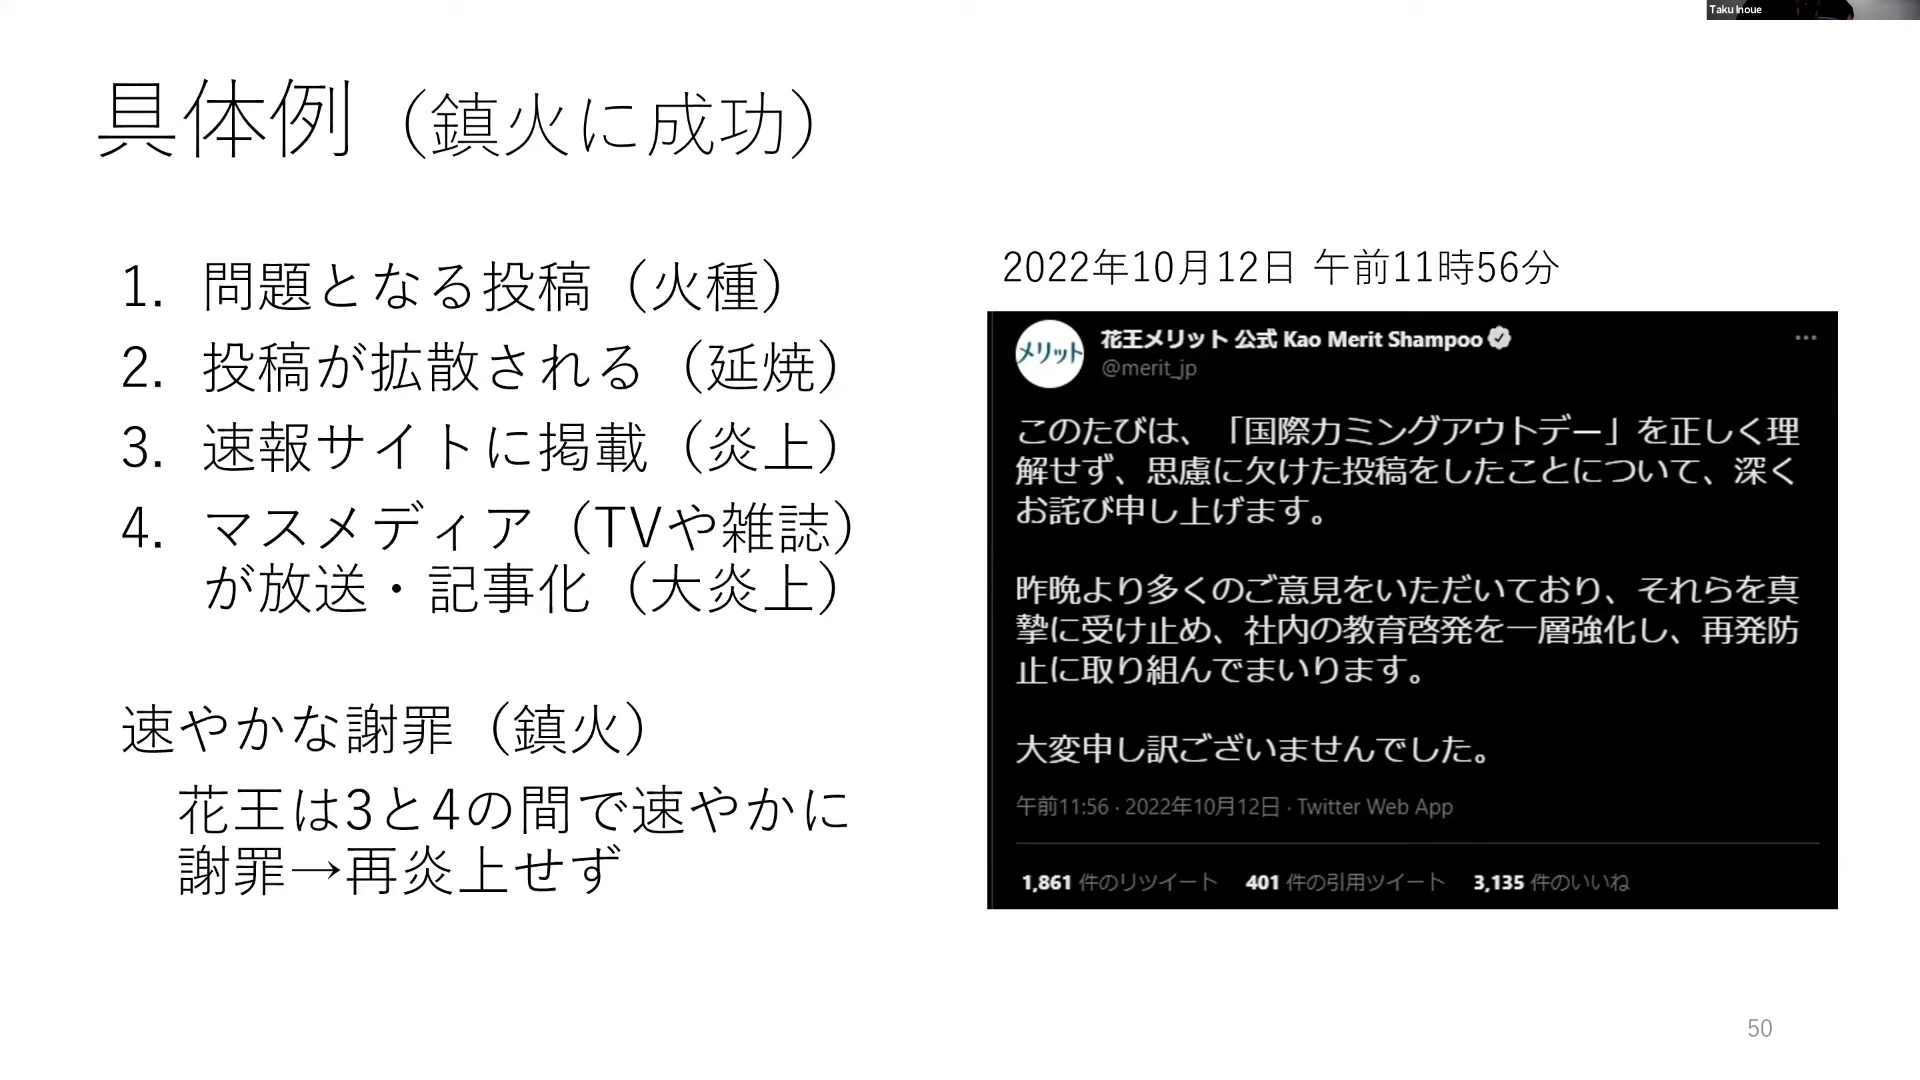 Taku Inoue
具体例（鎮火に成功）
1. 問題となる投稿（火種）
2. 投稿が拡散される（延焼）
3. 速報サイトに掲載（炎上）
4. マスメディア（TVや雑誌）
が放送・記事化（大炎上）
速やかな謝罪（鎮火）
花王は3と4の間で速やかに
謝罪→再炎上せず
2022年10月12日 午前11時56分
メリット
花王メリット 公式 Kao Merit Shampoo
@merit_jp
このたびは、「国際カミングアウトデー」を正しく理
解せず、思慮に欠けた投稿をしたことについて、深く
お詫び申し上げます。
昨晩より多くのご意見をいただいており、それらを真
摯に受け止め、社内の教育啓発を一層強化し、再発防
止に取り組んでまいります。
大変申し訳ございませんでした。
午前11:56 · 2022年10月12日 · Twitter Web App
1,861 件のリツイート 401 件の引用ツイート 3,135 件のいいね
50